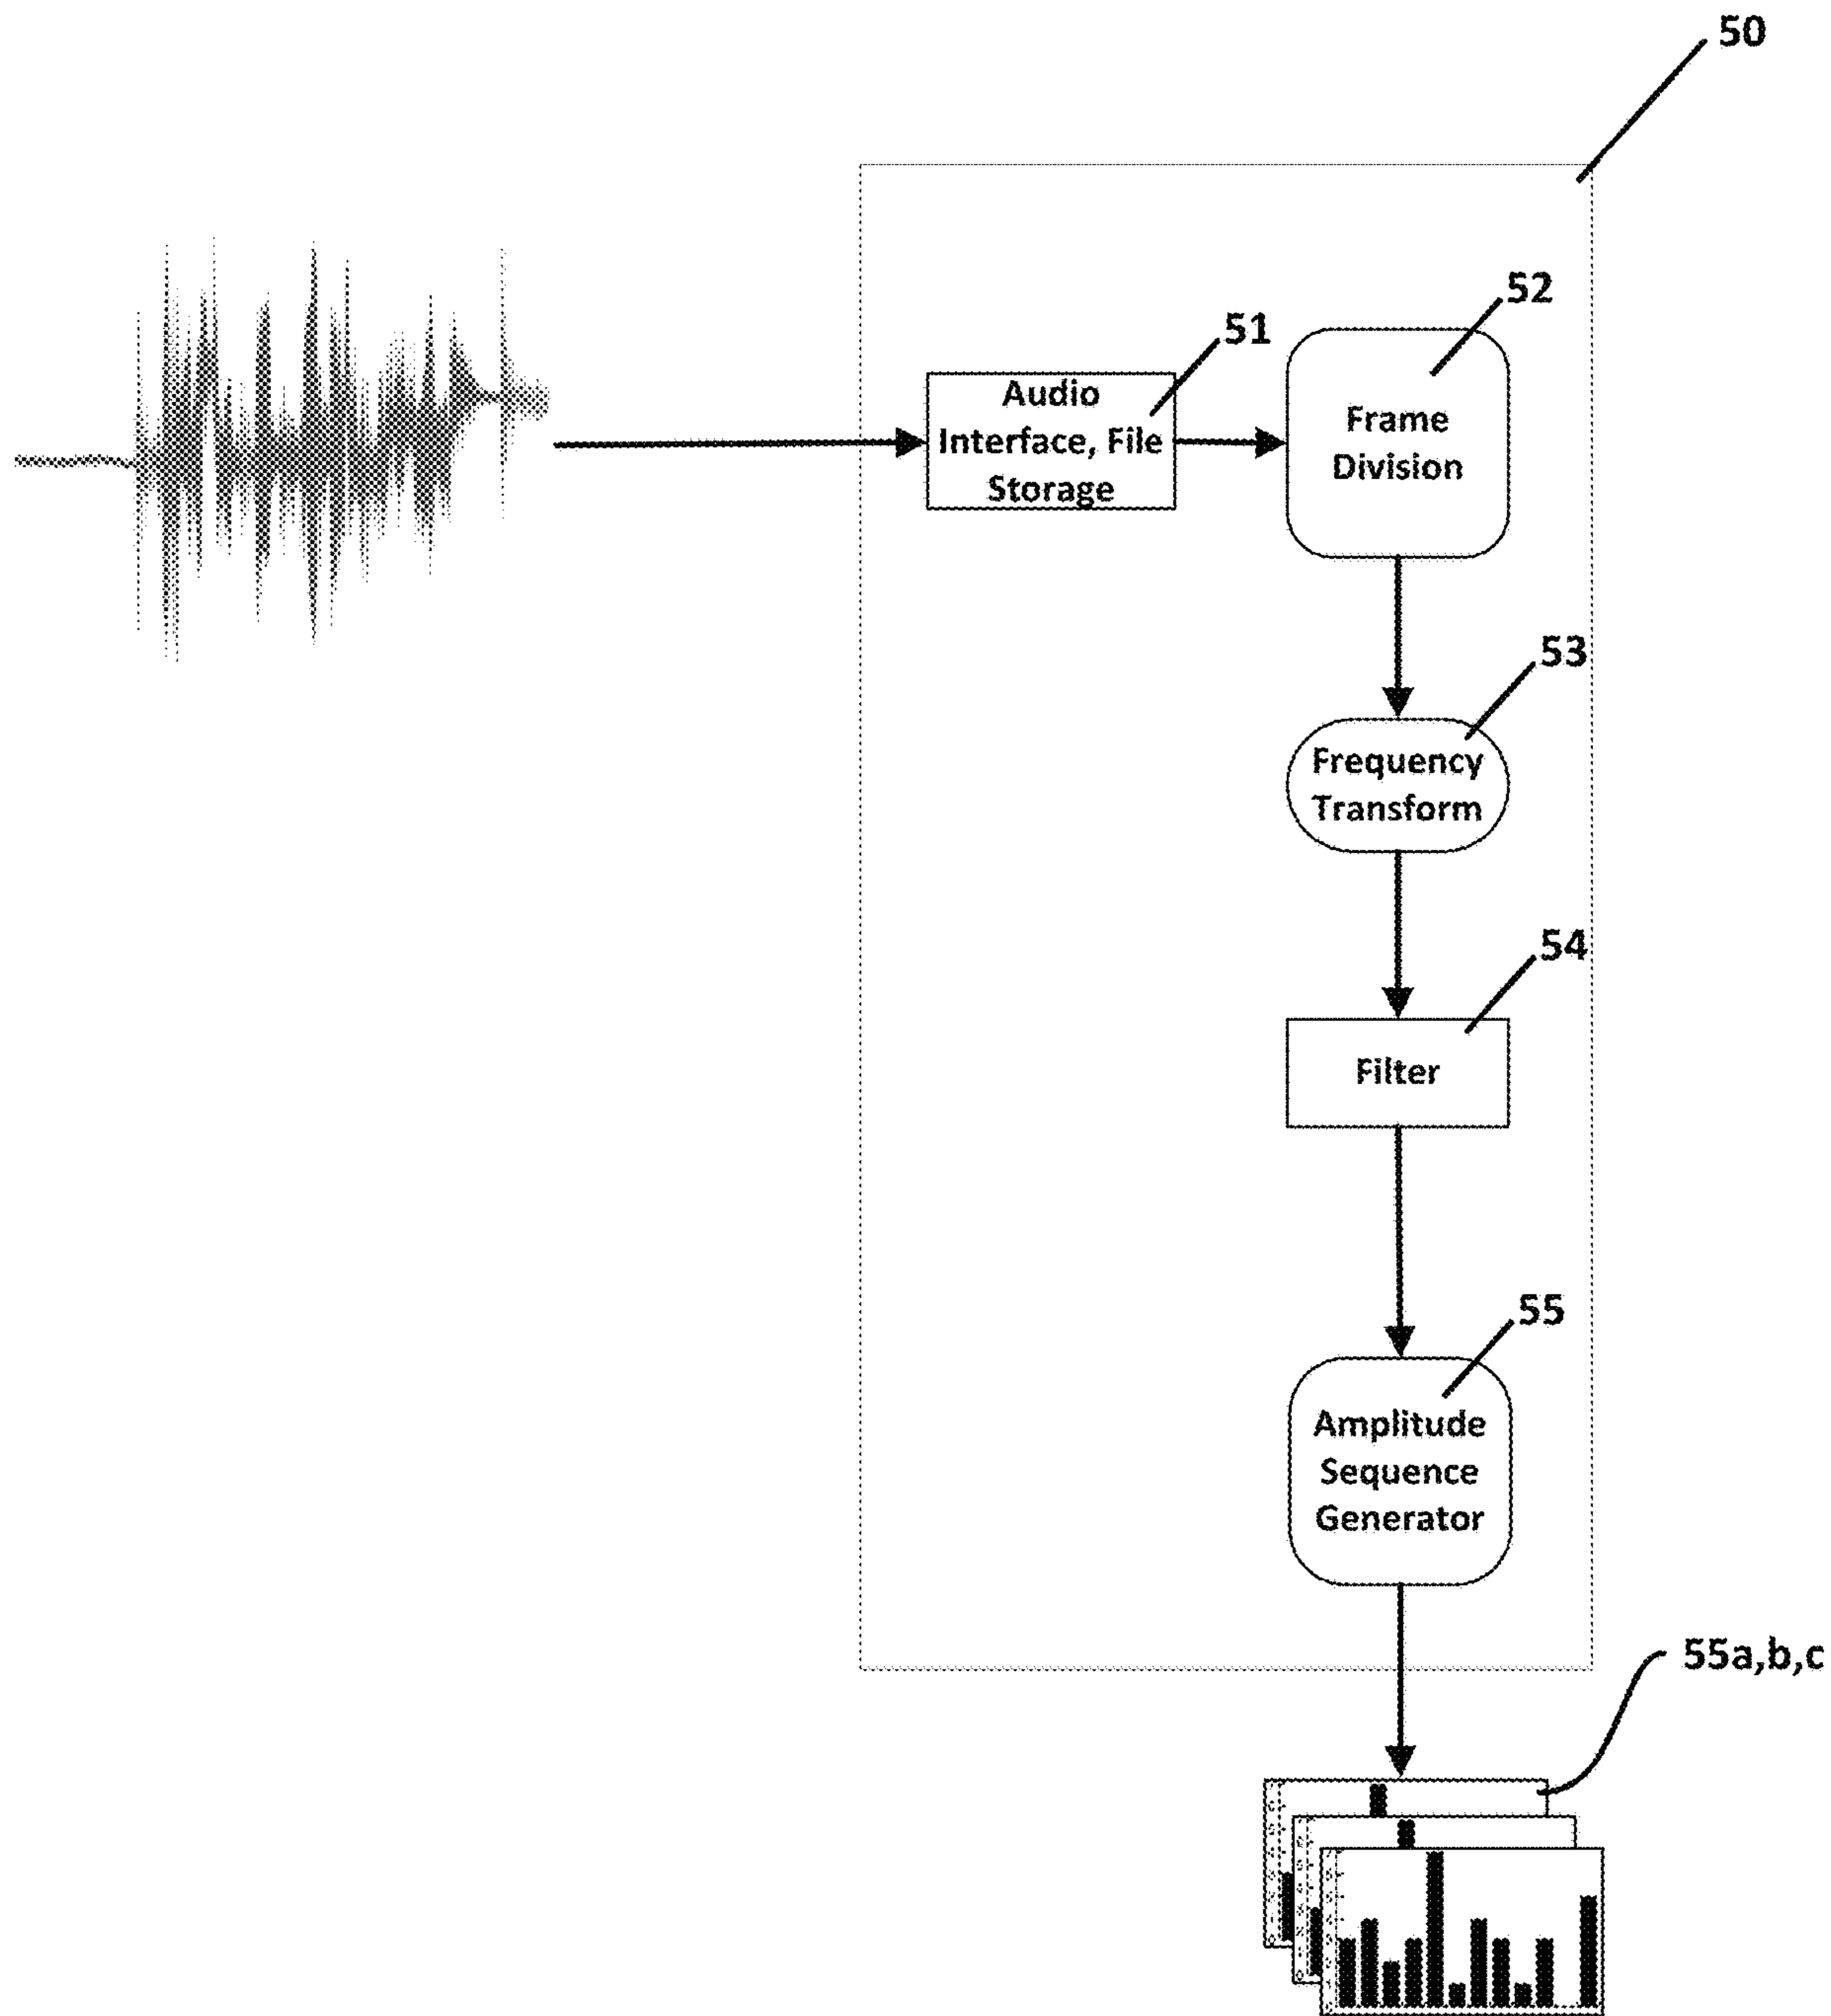 50
52
51
Audio
Interface, File
Storage
Frame
Division
53
Frequency
Transform
54
Filter
55
Amplitude
Sequence
Generator
55a,b,c